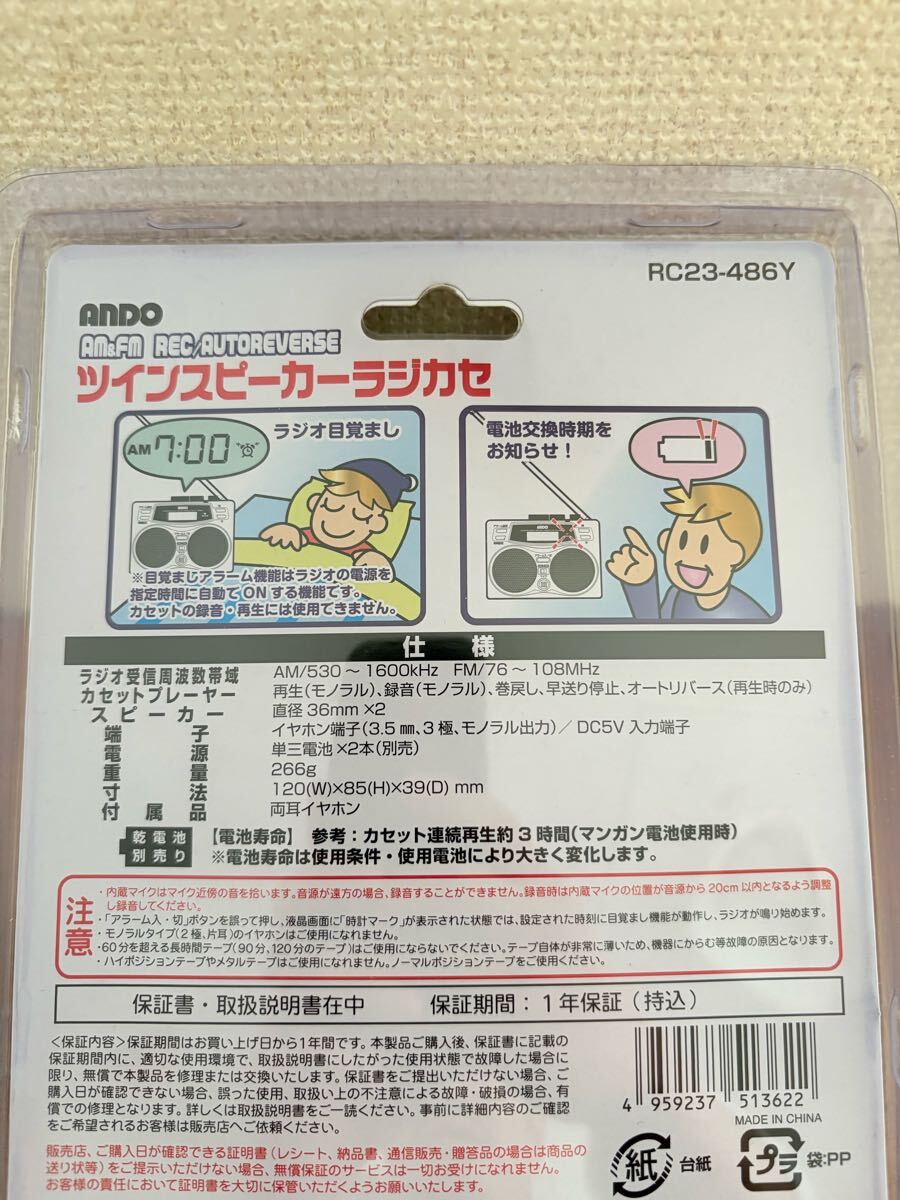 RC23-486Y
ANDO
AM&FM REC/AUTOREVERSE
ツインスピーカーラジカセ
AM 7:00
ラジオ目覚まし
※目覚ましアラーム機能はラジオの電源を
指定時間に自動で ON する機能です。
カセットの録音・再生には使用できません。
電池交換時期を
お知らせ！
ANDO
仕 様
ラジオ受信周波数帯域 AM/530 ～ 1600kHz FM/76 ～ 108MHz
カセットプレーヤー 再生（モノラル）、録音（モノラル）、巻戻し、早送り停止、オートリバース（再生時のみ）
スピーカー 直径 36mm ×2
端子 イヤホン端子（3.5 ㎜、3 極、モノラル出力）／ DC5V 入力端子
電源 単三電池 ×2本（別売）
重量 266g
寸法 120(W)×85(H)×39(D) mm
付属品 両耳イヤホン
乾電池
別売り
【電池寿命】 参考：カセット連続再生約 3 時間（マンガン電池使用時）
※電池寿命は使用条件・使用電池により大きく変化します。
注意
・内蔵マイクはマイク近傍の音を拾います。音源が遠方の場合、録音することができません。録音時は内蔵マイクの位置が音源から 20cm 以内となるよう調整
し録音してください。
・「アラーム入・切」ボタンを誤って押し、液晶画面に「時計マーク」が表示された状態では、設定された時刻に目覚まし機能が動作し、ラジオが鳴り始めます。
・モノラルタイプ（2 極、片耳）のイヤホンはご使用になれません。
・60分を超える長時間テープ（90分、120分のテープ）はご使用にならないでください。テープ自体が非常に薄いため、機器にからむ等故障の原因となります。
・ハイポジションテープやメタルテープはご使用になれません。ノーマルポジションテープをご使用ください。
保証書・取扱説明書在中 保証期間：1 年保証（持込）
＜保証内容＞保証期間はお買い上げ日から1年間です。本製品ご購入後、保証書に記載の
保証期間内に、適切な使用環境で、取扱説明書にしたがった使用状態で故障した場合に
限り、無償で本製品を修理または交換いたします。保証書をご提出いただけない場合、ご
購入日が確認できない場合、誤った使用、取扱い上の不注意による故障・破損の場合、有
償での修理となります。詳しくは取扱説明書をご一読ください。事前に詳細内容のご確認
をご希望されるお客様は販売店へご依頼ください。
販売店、ご購入日が確認できる証明書（レシート、納品書、通信販売・贈答品の場合は商品の
送り状等）をご提示いただけない場合、無償保証のサービスは一切お受けになれません。
お客様の責任において証明書を大切に保管いただくようお願いいたします。
4 959237 513622
MADE IN CHINA
紙 台紙
プラ 袋：PP